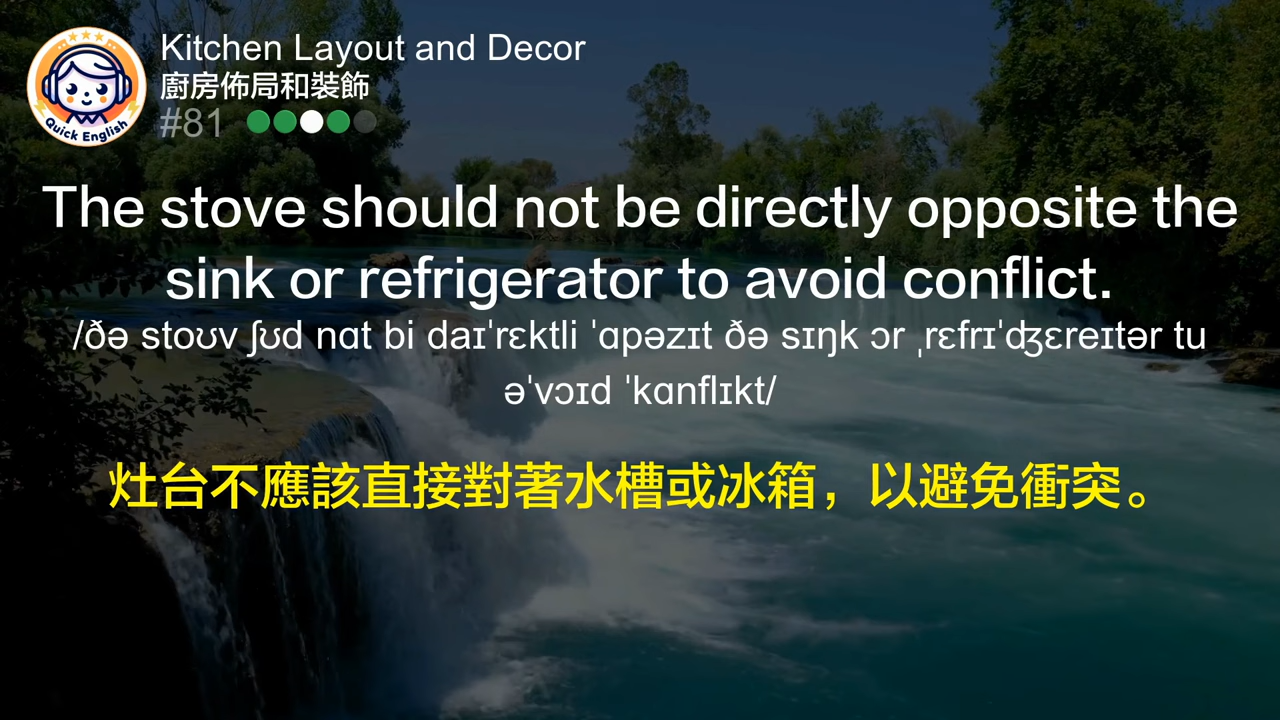 Quick English
Kitchen Layout and Decor
廚房佈局和裝飾
#81
The stove should not be directly opposite the
sink or refrigerator to avoid conflict.
/ðə stoʊv ʃʊd nɑt bi daɪˈrɛktli ˈɑpəzɪt ðə sɪŋk ɔr ˌrɛfrɪˈʤɛreɪtər tu
əˈvɔɪd ˈkɑnflɪkt/
灶台不應該直接對著水槽或冰箱，以避免衝突。